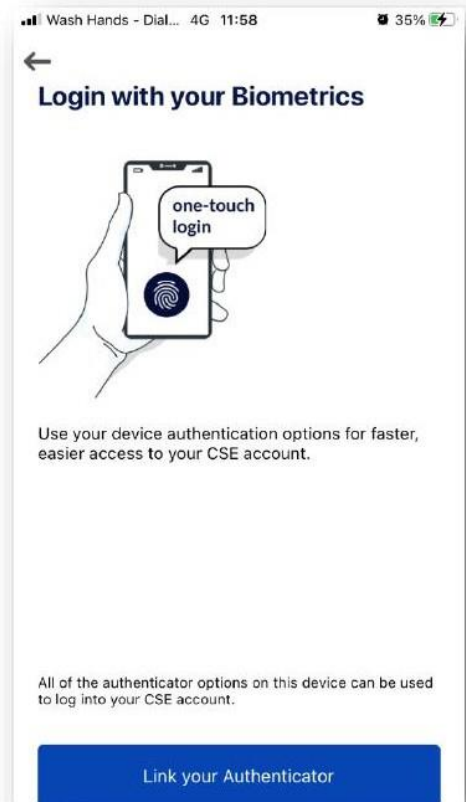 Wash Hands - Dial... 4G 11:58 35%
Login with your Biometrics
one-touch
login
Use your device authentication options for faster,
easier access to your CSE account.
All of the authenticator options on this device can be used
to log into your CSE account.
Link your Authenticator